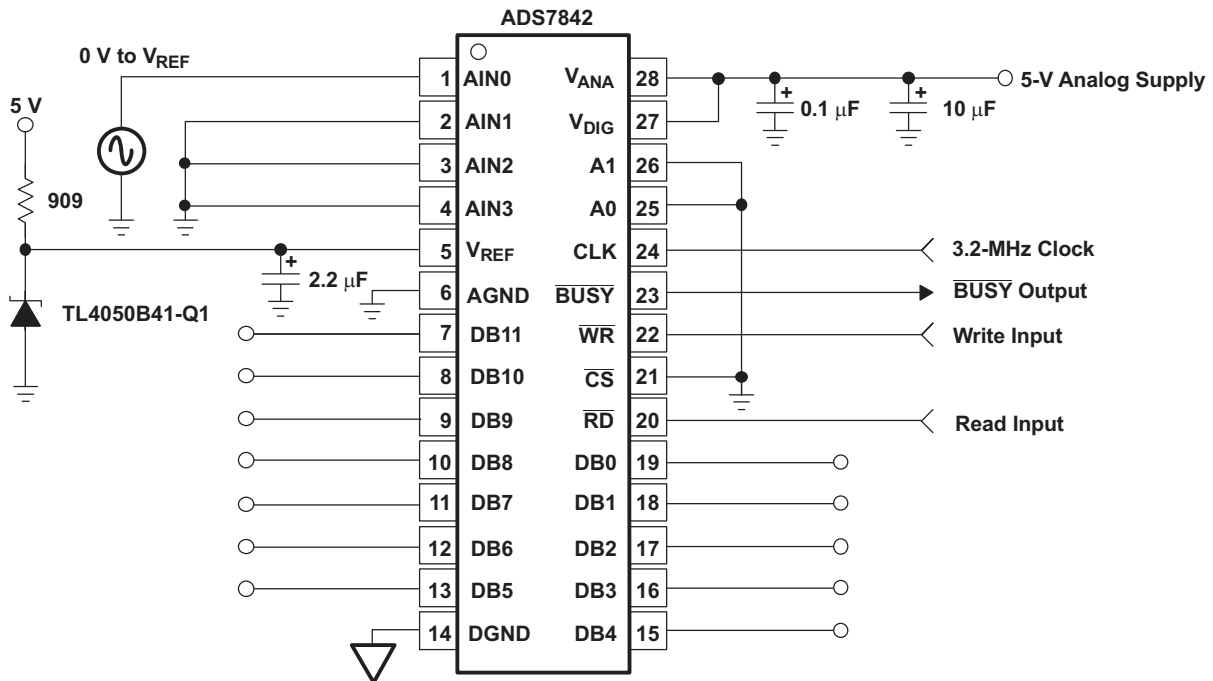 ADS7842
0 V to VREF
5 V
909
TL4050B41-Q1
2.2 μF
1 AIN0
2 AIN1
3 AIN2
4 AIN3
5 VREF
6 AGND
7 DB11
8 DB10
9 DB9
10 DB8
11 DB7
12 DB6
13 DB5
14 DGND
VANA 28
VDIG 27
A1 26
A0 25
CLK 24
BUSY 23
WR 22
CS 21
RD 20
DB0 19
DB1 18
DB2 17
DB3 16
DB4 15
+
+
+
0.1 μF
10 μF
5-V Analog Supply
3.2-MHz Clock
BUSY Output
Write Input
Read Input